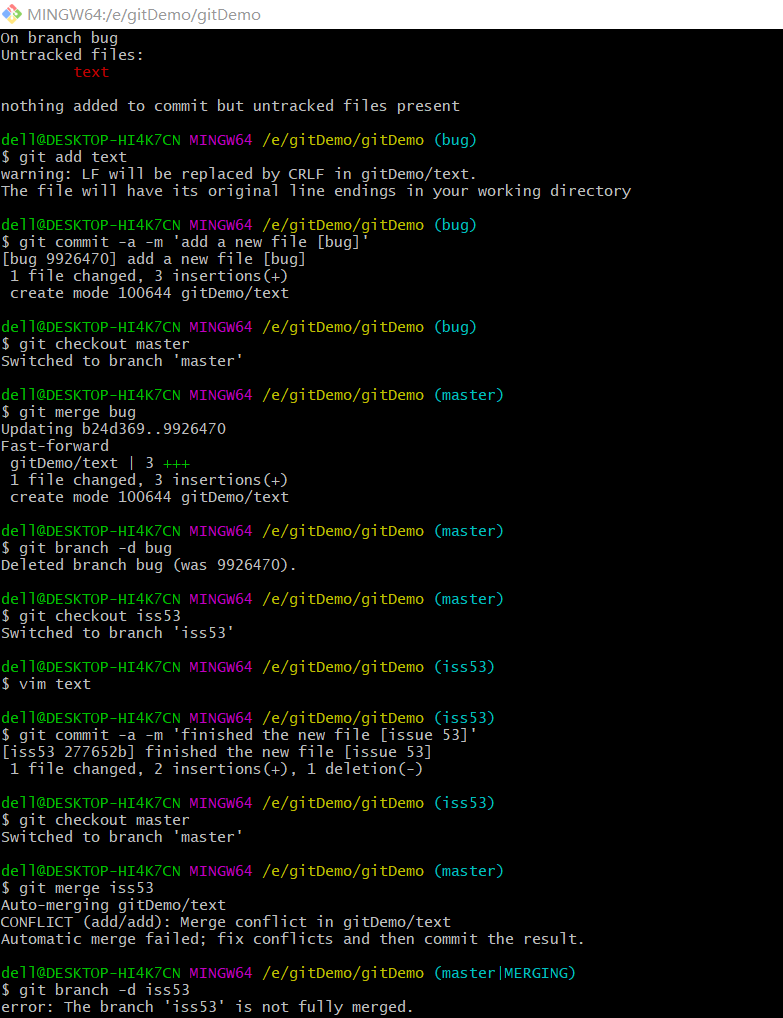 MINGW64:/e/gitDemo/gitDemo
On branch bug
Untracked files:
        text
nothing added to commit but untracked files present
dell@DESKTOP-HI4K7CN MINGW64 /e/gitDemo/gitDemo (bug)
$ git add text
warning: LF will be replaced by CRLF in gitDemo/text.
The file will have its original line endings in your working directory
dell@DESKTOP-HI4K7CN MINGW64 /e/gitDemo/gitDemo (bug)
$ git commit -a -m 'add a new file [bug]'
[bug 9926470] add a new file [bug]
 1 file changed, 3 insertions(+)
 create mode 100644 gitDemo/text
dell@DESKTOP-HI4K7CN MINGW64 /e/gitDemo/gitDemo (bug)
$ git checkout master
Switched to branch 'master'
dell@DESKTOP-HI4K7CN MINGW64 /e/gitDemo/gitDemo (master)
$ git merge bug
Updating b24d369..9926470
Fast-forward
 gitDemo/text | 3 +++
 1 file changed, 3 insertions(+)
 create mode 100644 gitDemo/text
dell@DESKTOP-HI4K7CN MINGW64 /e/gitDemo/gitDemo (master)
$ git branch -d bug
Deleted branch bug (was 9926470).
dell@DESKTOP-HI4K7CN MINGW64 /e/gitDemo/gitDemo (master)
$ git checkout iss53
Switched to branch 'iss53'
dell@DESKTOP-HI4K7CN MINGW64 /e/gitDemo/gitDemo (iss53)
$ vim text
dell@DESKTOP-HI4K7CN MINGW64 /e/gitDemo/gitDemo (iss53)
$ git commit -a -m 'finished the new file [issue 53]'
[iss53 277652b] finished the new file [issue 53]
 1 file changed, 2 insertions(+), 1 deletion(-)
dell@DESKTOP-HI4K7CN MINGW64 /e/gitDemo/gitDemo (iss53)
$ git checkout master
Switched to branch 'master'
dell@DESKTOP-HI4K7CN MINGW64 /e/gitDemo/gitDemo (master)
$ git merge iss53
Auto-merging gitDemo/text
CONFLICT (add/add): Merge conflict in gitDemo/text
Automatic merge failed; fix conflicts and then commit the result.
dell@DESKTOP-HI4K7CN MINGW64 /e/gitDemo/gitDemo (master|MERGING)
$ git branch -d iss53
error: The branch 'iss53' is not fully merged.